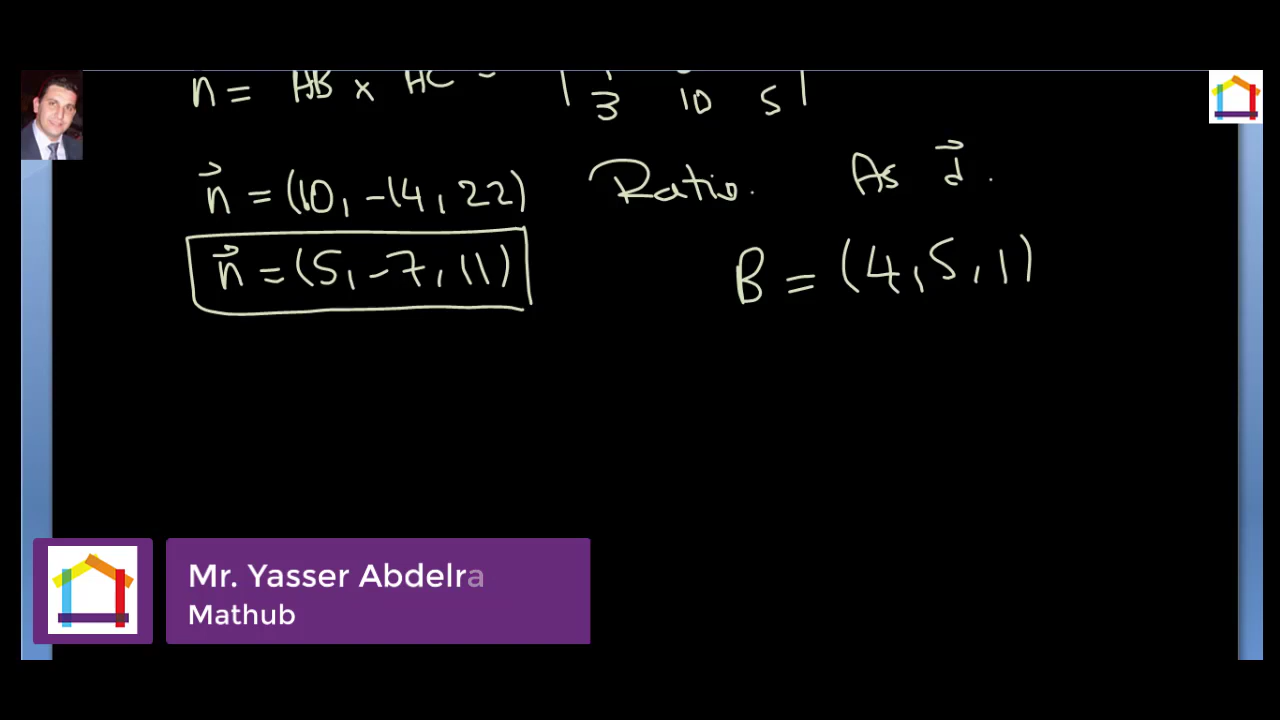 n = AB × AC = | 3 10 5 |
n⃗ = (10, -14, 22) Ratio. As d⃗.
n⃗ = (5, -7, 11) B = (4, 5, 1)
Mr. Yasser Abdelra
Mathub